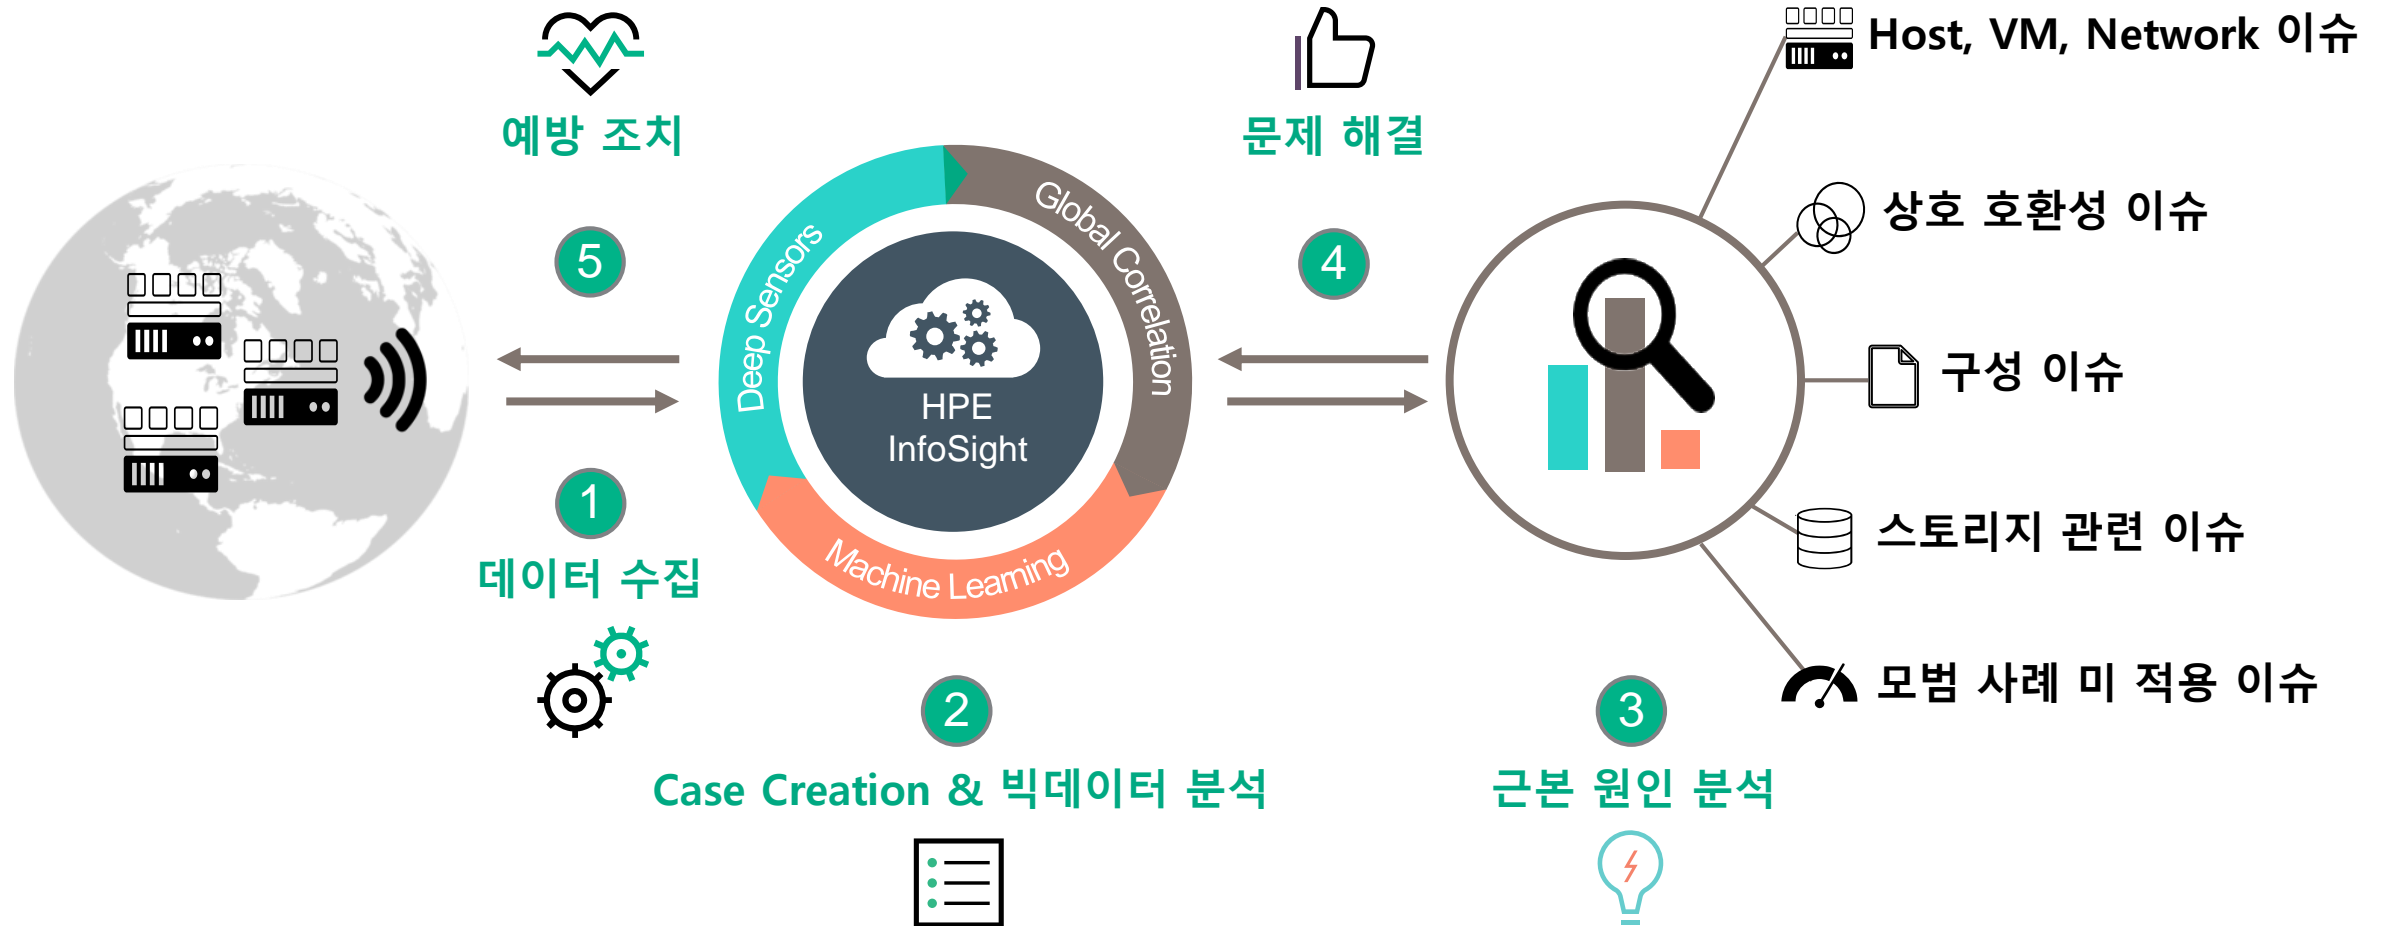 예방 조치
5
1
데이터 수집
Deep Sensors
Global Correlation
Machine Learning
HPE
InfoSight
2
Case Creation & 빅데이터 분석
문제 해결
4
3
근본 원인 분석
Host, VM, Network 이슈
상호 호환성 이슈
구성 이슈
스토리지 관련 이슈
모범 사례 미 적용 이슈